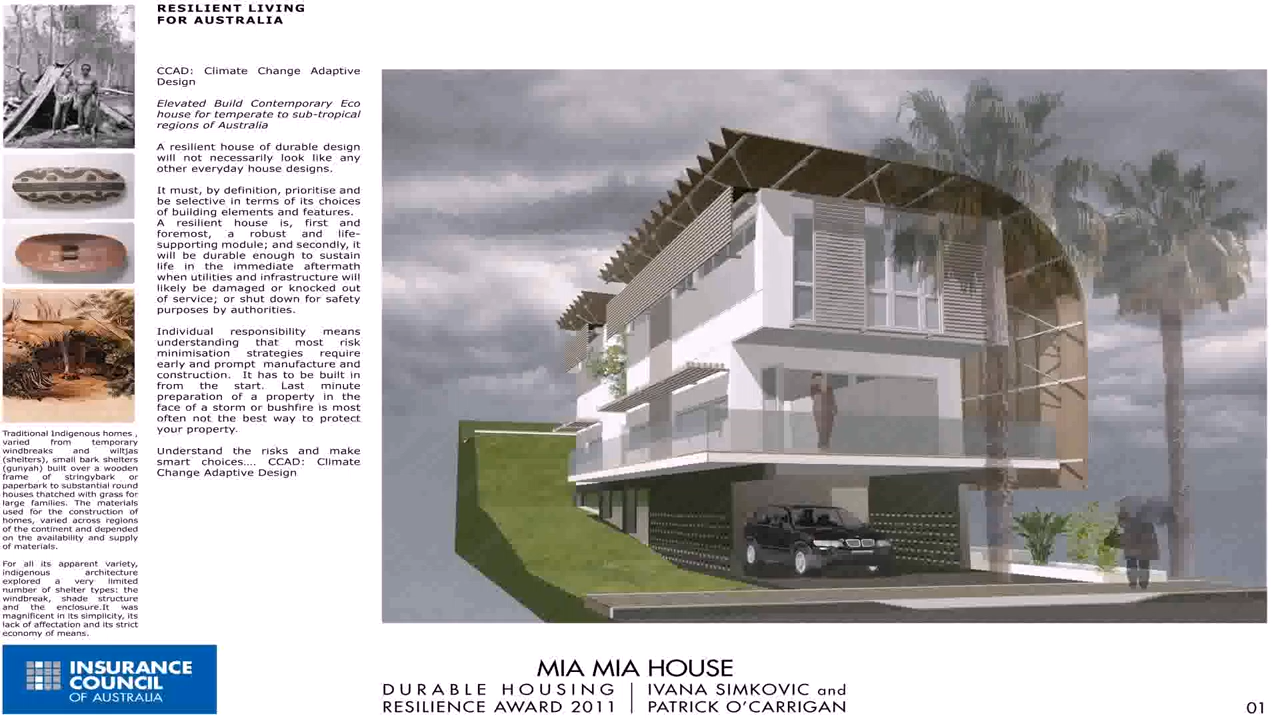 RESILIENT LIVING
FOR AUSTRALIA
CCAD: Climate Change Adaptive
Design
Elevated Build Contemporary Eco
house for temperate to sub-tropical
regions of Australia
A resilient house of durable design
will not necessarily look like any
other everyday house designs.
It must, by definition, prioritise and
be selective in terms of its choices
of building elements and features.
A resilient house is, first and
foremost, a robust and life-
supporting module; and secondly, it
will be durable enough to sustain
life in the immediate aftermath
when utilities and infrastructure will
likely be damaged or knocked out
of service; or shut down for safety
purposes by authorities.
Individual responsibility means
understanding that most risk
minimisation strategies require
early and prompt manufacture and
construction. It has to be built in
from the start. Last minute
preparation of a property in the
face of a storm or bushfire is most
often not the best way to protect
your property.
Understand the risks and make
smart choices.... CCAD: Climate
Change Adaptive Design
Traditional Indigenous homes ,
varied from temporary
windbreaks and wiltjas
(shelters), small bark shelters
(gunyah) built over a wooden
frame of stringybark or
paperbark to substantial round
houses thatched with grass for
large families. The materials
used for the construction of
homes, varied across regions
of the continent and depended
on the availability and supply
of materials.
For all its apparent variety,
indigenous architecture
explored a very limited
number of shelter types: the
windbreak, shade structure
and the enclosure.It was
magnificent in its simplicity, its
lack of affectation and its strict
economy of means.
INSURANCE
COUNCIL
OF AUSTRALIA
MIA MIA HOUSE
DURABLE HOUSING
RESILIENCE AWARD 2011
IVANA SIMKOVIC and
PATRICK O'CARRIGAN
01